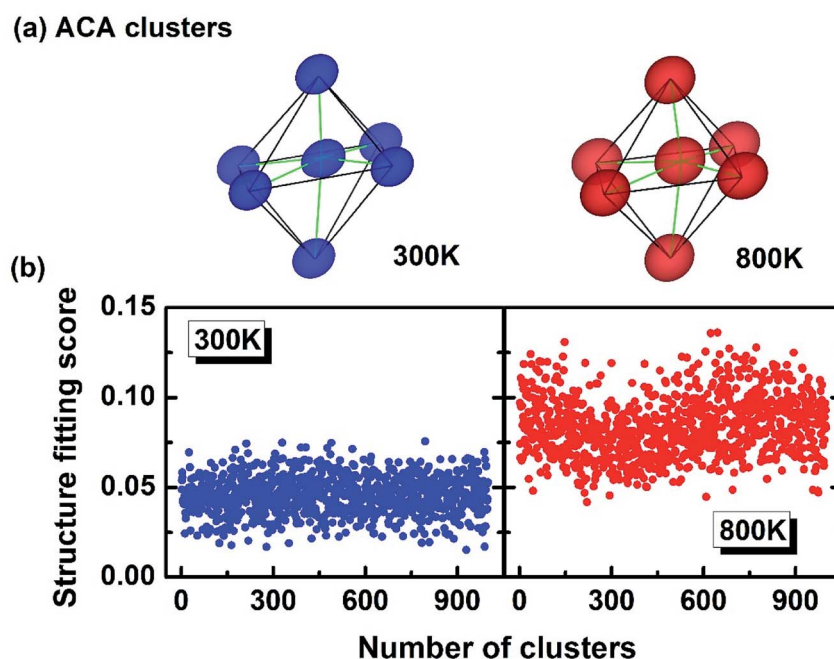 (a) ACA clusters
300K
800K
(b)
Structure fitting score
0.15
0.10
0.05
0.00
300K
800K
0 300 600 900 0 300 600 900
Number of clusters